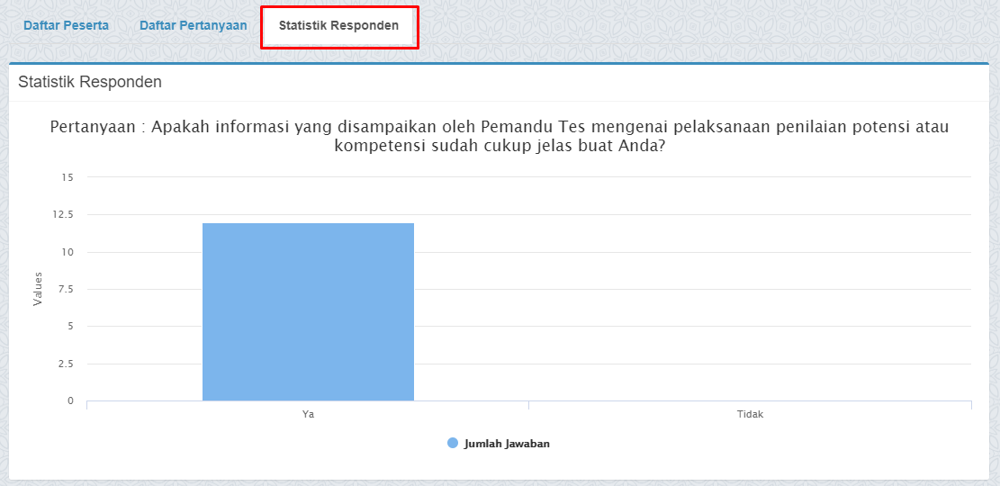 Daftar Peserta Daftar Pertanyaan Statistik Responden
Statistik Responden
Pertanyaan : Apakah informasi yang disampaikan oleh Pemandu Tes mengenai pelaksanaan penilaian potensi atau
kompetensi sudah cukup jelas buat Anda?
15
12.5
10
7.5
5
2.5
0
Values
Ya Tidak
Jumlah Jawaban